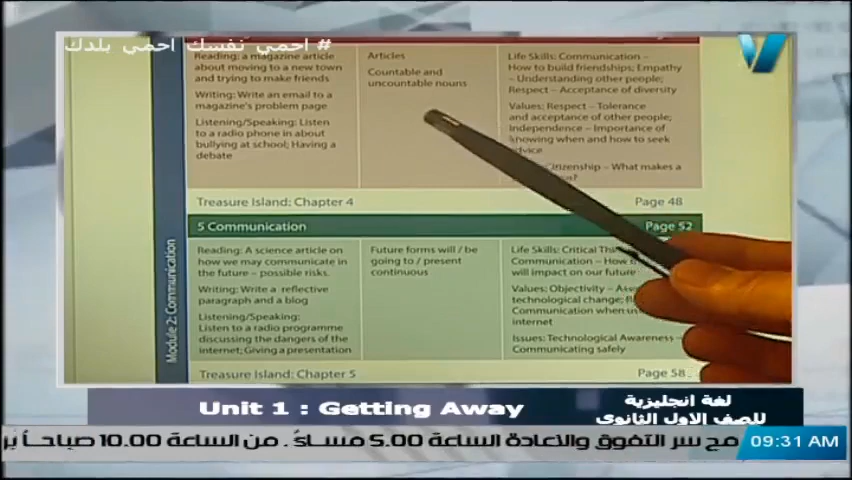 # احمي نفسك احمي بلدك
Reading: a magazine article
about moving to a new town
and trying to make friends
Writing: Write an email to a
magazine's problem page
Listening/Speaking: Listen
to a radio phone in about
bullying at school; Having a
debate
Articles
Countable and
uncountable nouns
Life Skills: Communication –
How to build friendships; Empathy
– Understanding other people;
Respect – Acceptance of diversity
Values: Respect – Tolerance
and acceptance of other people;
Independence – Importance of
knowing when and how to seek
advice
Citizenship – What makes a
Treasure Island: Chapter 4
Page 48
5 Communication
Page 52
Module 2: Communication
Reading: A science article on
how we may communicate in
the future – possible risks.
Writing: Write a reflective
paragraph and a blog
Listening/Speaking:
Listen to a radio programme
discussing the dangers of the
internet; Giving a presentation
Future forms will / be
going to / present
continuous
Life Skills: Critical
Communication – How
will impact on our future
Values: Objectivity –
technological change;
Communication when
internet
Issues: Technological Awareness –
Communicating safely
Treasure Island: Chapter 5
Page 58
Unit 1 : Getting Away
لغة انجليزية
للصف الاول الثانوى
مج سر التفوق والاعادة الساعة 5.00 مساءً . من الساعة 10.00 صباحاً
09:31 AM